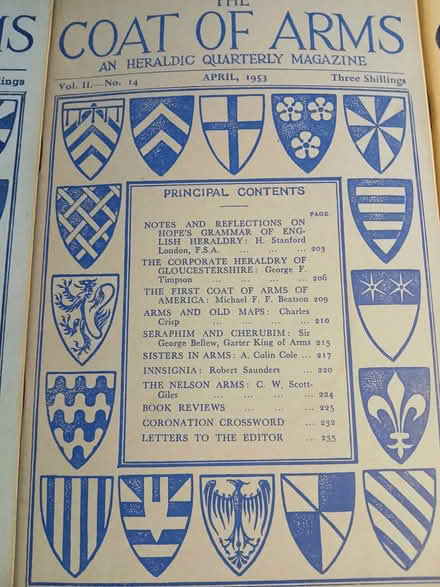 THE
COAT OF ARMS
AN HERALDIC QUARTERLY MAGAZINE
Vol. II.—No. 14 APRIL, 1953 Three Shillings
PRINCIPAL CONTENTS
PAGE
NOTES AND REFLECTIONS ON
HOPE'S GRAMMAR OF ENG-
LISH HERALDRY: H. Stanford
London, F.S.A. ... ... ... 203
THE CORPORATE HERALDRY OF
GLOUCESTERSHIRE: George F.
Timpson ... ... ... ... 206
THE FIRST COAT OF ARMS OF
AMERICA: Michael F. F. Beatson 209
ARMS AND OLD MAPS: Charles
Crisp ... ... ... ... 210
SERAPHIM AND CHERUBIM: Sir
George Bellew, Garter King of Arms 215
SISTERS IN ARMS: A. Colin Cole ... 217
INNSIGNIA: Robert Saunders ... 220
THE NELSON ARMS: C. W. Scott-
Giles ... ... ... ... 224
BOOK REVIEWS ... ... ... 225
CORONATION CROSSWORD ... 232
LETTERS TO THE EDITOR ... 235
MS
ings